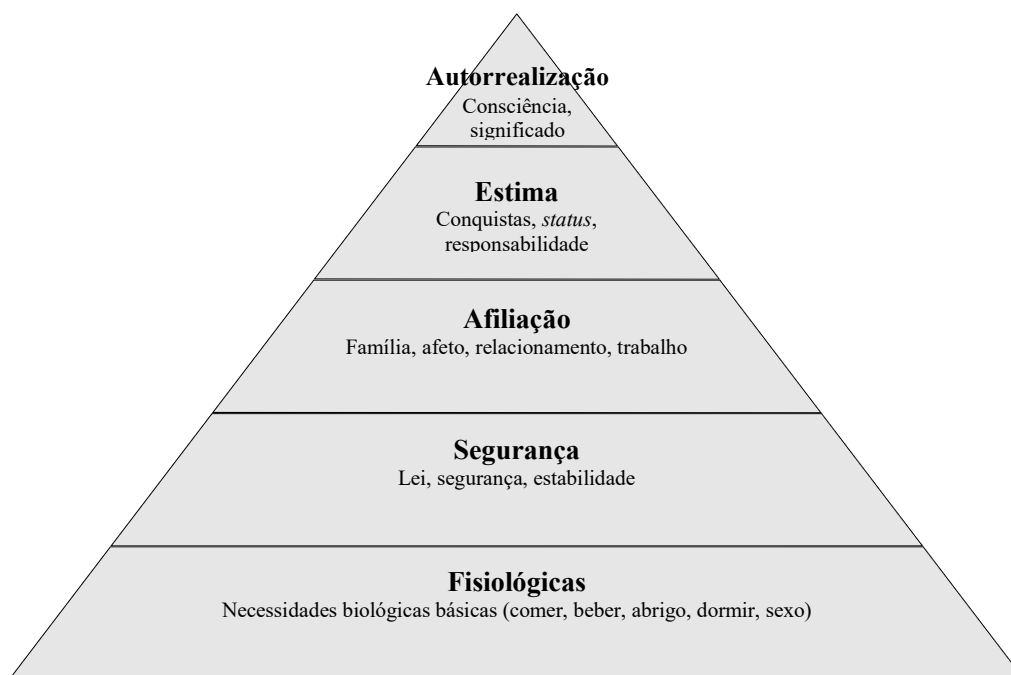 Autorrealização
Consciência,
significado
Estima
Conquistas, status,
responsabilidade
Afiliação
Família, afeto, relacionamento, trabalho
Segurança
Lei, segurança, estabilidade
Fisiológicas
Necessidades biológicas básicas (comer, beber, abrigo, dormir, sexo)